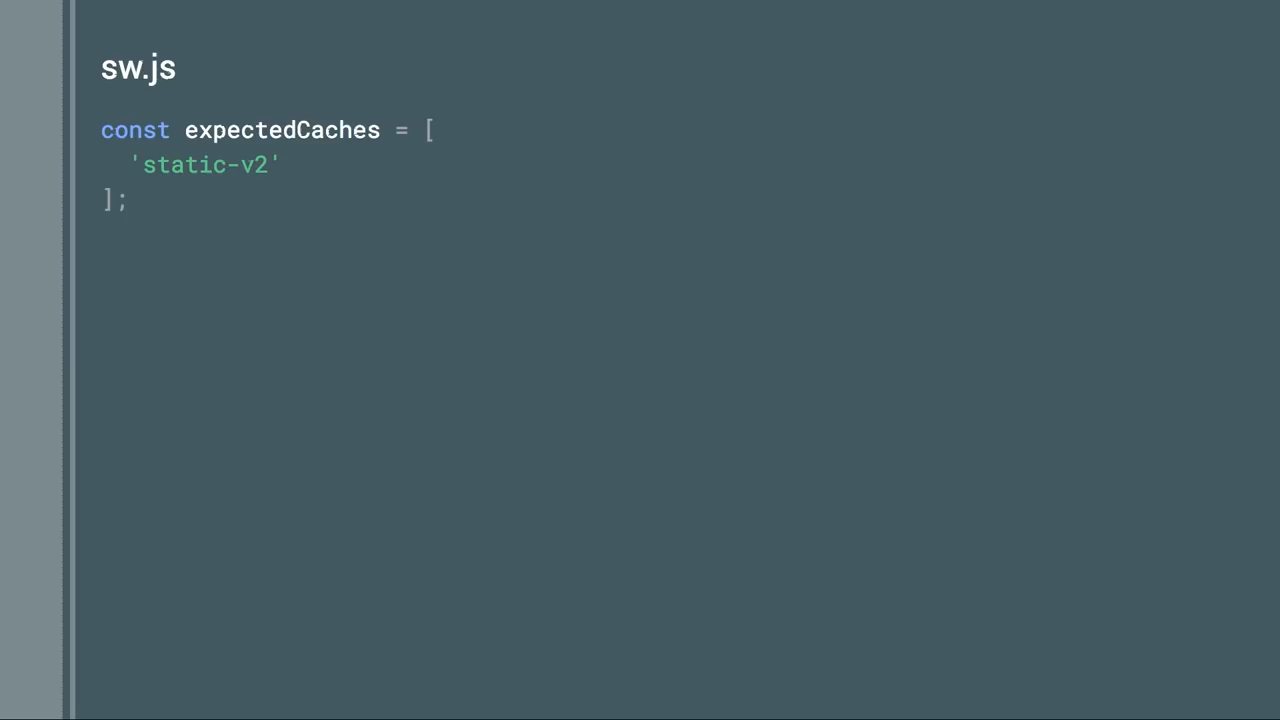 sw.js
const expectedCaches = [
  'static-v2'
];